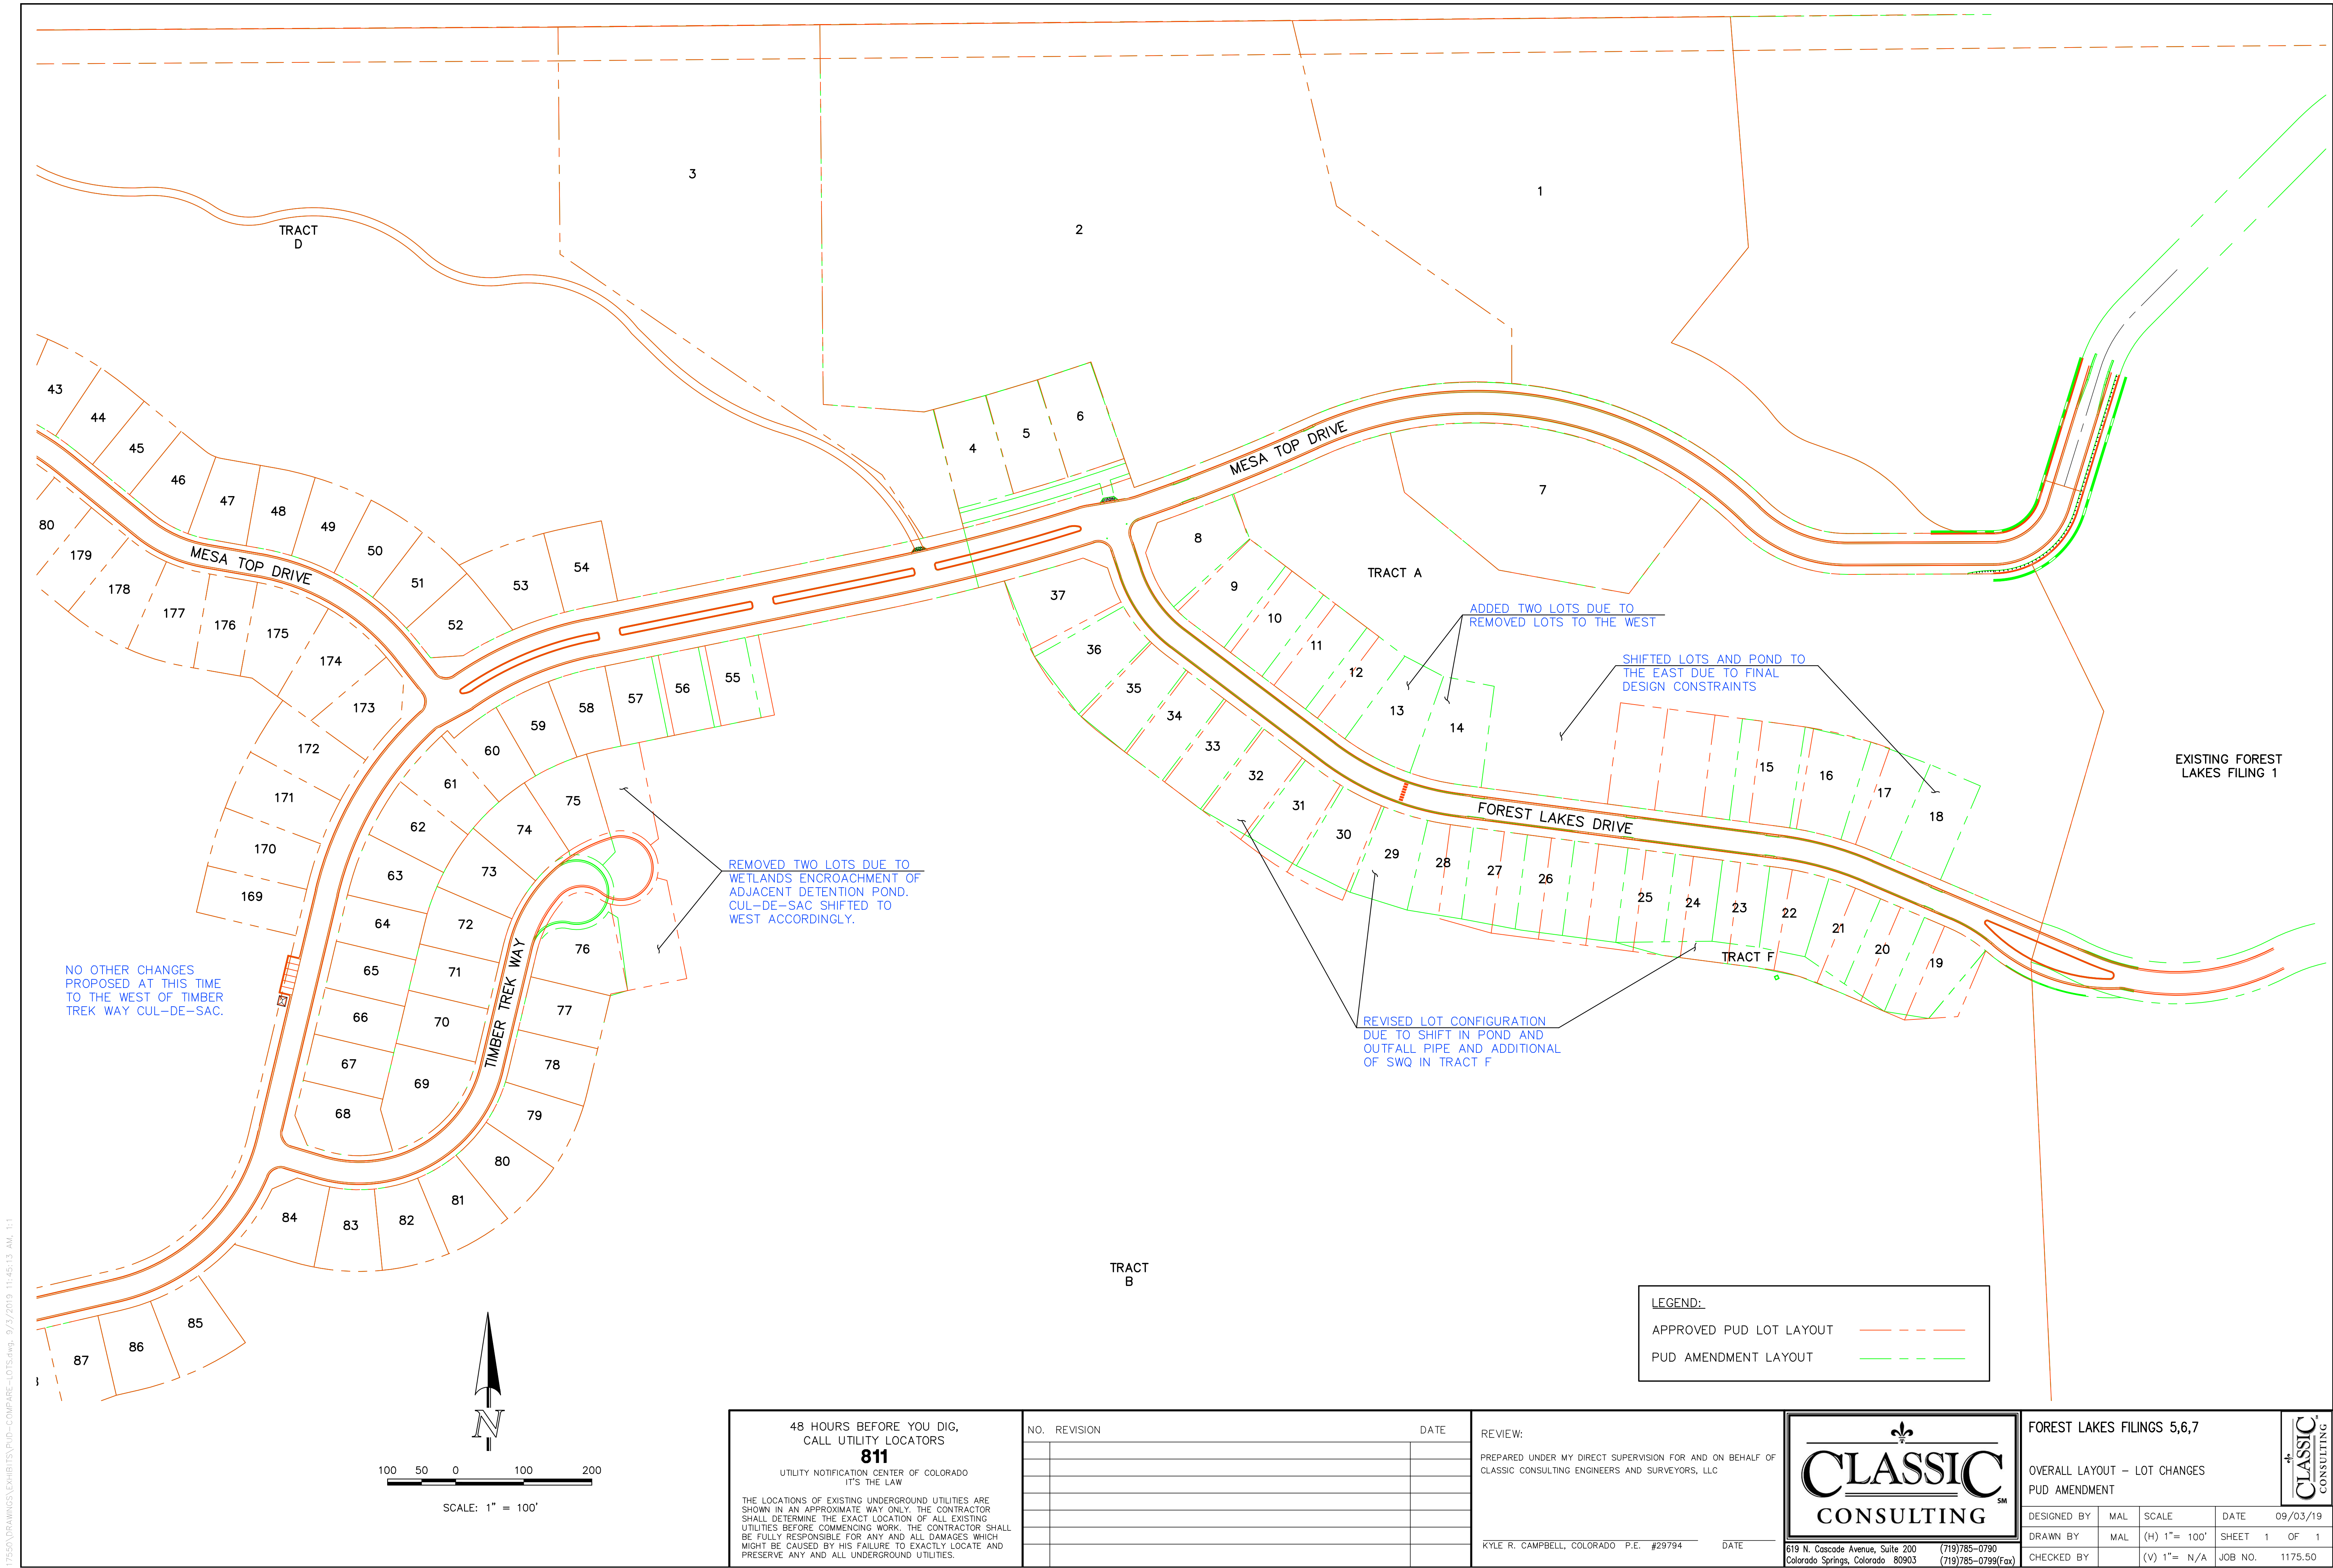 3
2
1
TRACT
D
43
44
45
46
47
48
49
50
51
52
53
54
4
5
6
7
8
9
10
11
12
13
14
15
16
17
18
MESA TOP DRIVE
MESA TOP DRIVE
TRACT A
80
179
178
177
176
175
174
173
172
171
170
169
37
36
35
34
33
32
31
30
29
28
27
26
25
24
23
22
21
20
19
55
56
57
58
59
60
61
62
63
64
65
66
67
68
69
70
71
72
73
74
75
76
77
78
79
80
81
82
83
84
85
86
87
ADDED TWO LOTS DUE TO
REMOVED LOTS TO THE WEST
SHIFTED LOTS AND POND TO
THE EAST DUE TO FINAL
DESIGN CONSTRAINTS
EXISTING FOREST
LAKES FILING 1
FOREST LAKES DRIVE
TRACT F
REMOVED TWO LOTS DUE TO
WETLANDS ENCROACHMENT OF
ADJACENT DETENTION POND.
CUL-DE-SAC SHIFTED TO
WEST ACCORDINGLY.
TIMBER TREK WAY
NO OTHER CHANGES
PROPOSED AT THIS TIME
TO THE WEST OF TIMBER
TREK WAY CUL-DE-SAC.
REVISED LOT CONFIGURATION
DUE TO SHIFT IN POND AND
OUTFALL PIPE AND ADDITIONAL
OF SWQ IN TRACT F
TRACT
B
LEGEND:
APPROVED PUD LOT LAYOUT
PUD AMENDMENT LAYOUT
N
100 50 0 100 200
SCALE: 1" = 100'
48 HOURS BEFORE YOU DIG,
CALL UTILITY LOCATORS
811
UTILITY NOTIFICATION CENTER OF COLORADO
IT'S THE LAW
THE LOCATIONS OF EXISTING UNDERGROUND UTILITIES ARE
SHOWN IN AN APPROXIMATE WAY ONLY. THE CONTRACTOR
SHALL DETERMINE THE EXACT LOCATION OF ALL EXISTING
UTILITIES BEFORE COMMENCING WORK. THE CONTRACTOR SHALL
BE FULLY RESPONSIBLE FOR ANY AND ALL DAMAGES WHICH
MIGHT BE CAUSED BY HIS FAILURE TO EXACTLY LOCATE AND
PRESERVE ANY AND ALL UNDERGROUND UTILITIES.
NO. REVISION DATE
REVIEW:
PREPARED UNDER MY DIRECT SUPERVISION FOR AND ON BEHALF OF
CLASSIC CONSULTING ENGINEERS AND SURVEYORS, LLC
KYLE R. CAMPBELL, COLORADO P.E. #29794 DATE
CLASSIC SM
CONSULTING
619 N. Cascade Avenue, Suite 200 (719)785-0790
Colorado Springs, Colorado 80903 (719)785-0799(Fax)
FOREST LAKES FILINGS 5,6,7
OVERALL LAYOUT - LOT CHANGES
PUD AMENDMENT
CLASSIC
CONSULTING
DESIGNED BY MAL SCALE DATE 09/03/19
DRAWN BY MAL (H) 1"= 100' SHEET 1 OF 1
CHECKED BY (V) 1"= N/A JOB NO. 1175.50
17550\DRAWINGS\EXHIBITS\PUD-COMPARE-LOTS.dwg, 9/3/2019 11:45:13 AM, 1:1